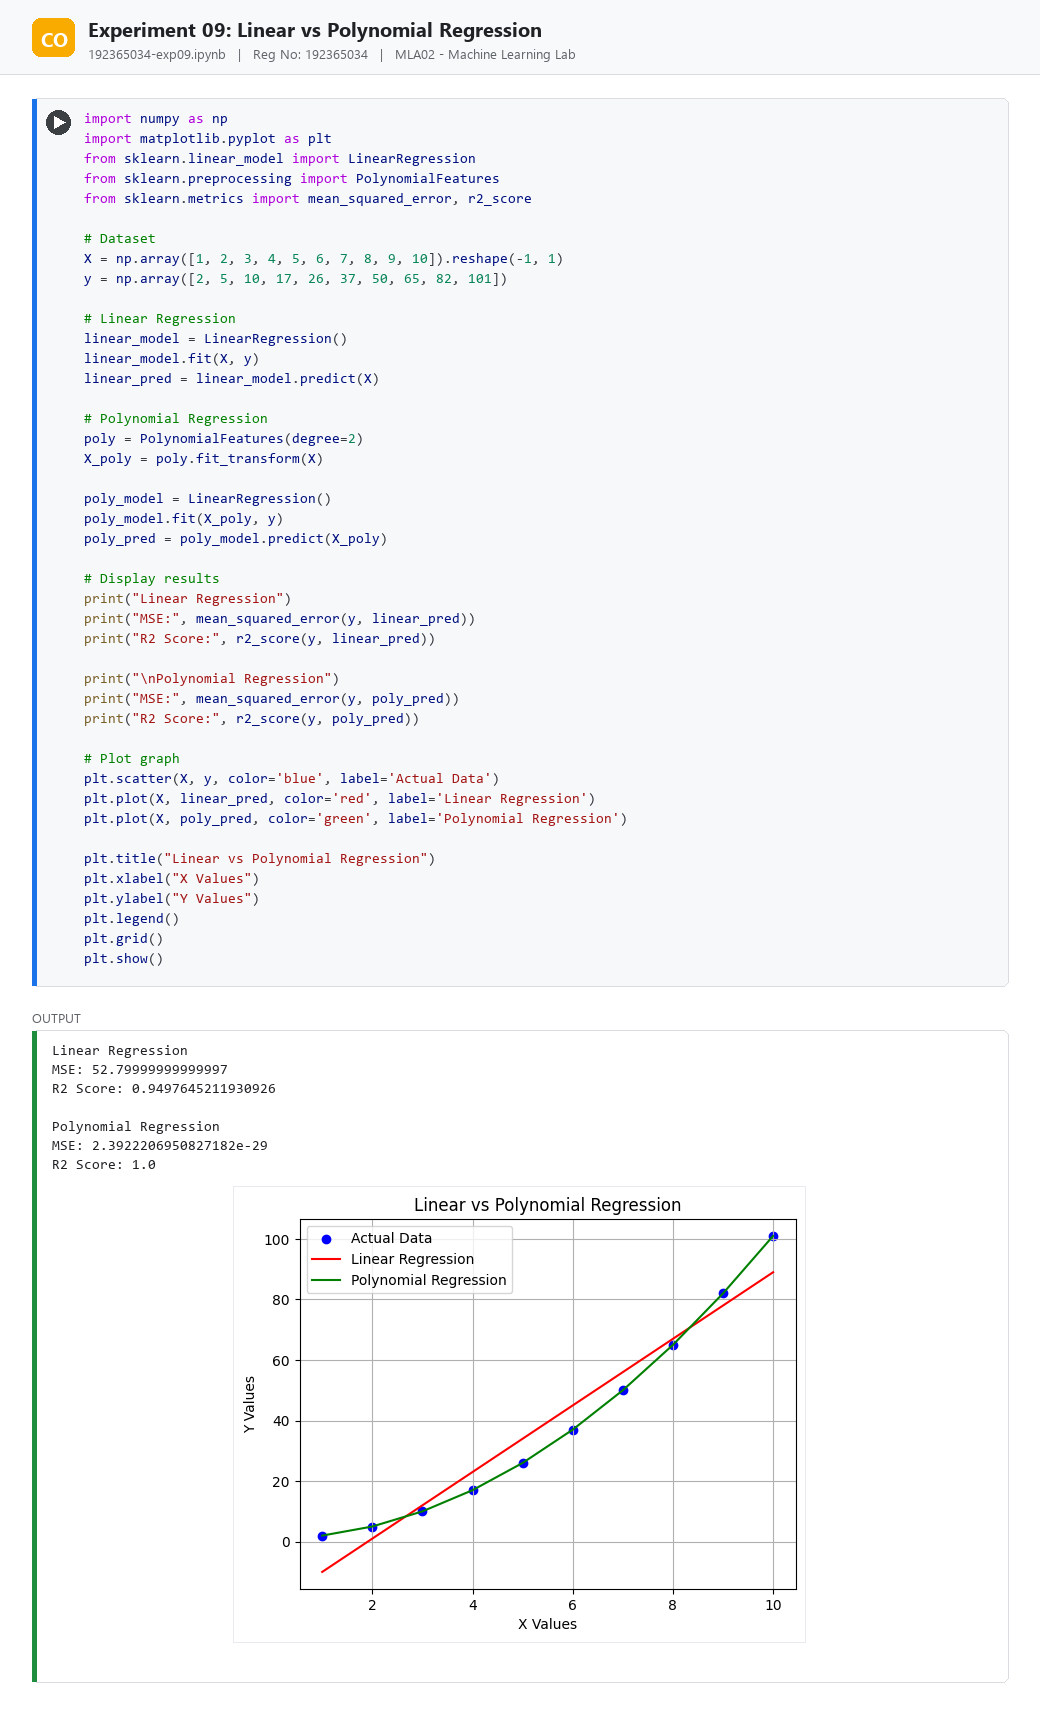 CO
Experiment 09: Linear vs Polynomial Regression
192365034-exp09.ipynb | Reg No: 192365034 | MLA02 - Machine Learning Lab
import numpy as np
import matplotlib.pyplot as plt
from sklearn.linear_model import LinearRegression
from sklearn.preprocessing import PolynomialFeatures
from sklearn.metrics import mean_squared_error, r2_score
# Dataset
X = np.array([1, 2, 3, 4, 5, 6, 7, 8, 9, 10]).reshape(-1, 1)
y = np.array([2, 5, 10, 17, 26, 37, 50, 65, 82, 101])
# Linear Regression
linear_model = LinearRegression()
linear_model.fit(X, y)
linear_pred = linear_model.predict(X)
# Polynomial Regression
poly = PolynomialFeatures(degree=2)
X_poly = poly.fit_transform(X)
poly_model = LinearRegression()
poly_model.fit(X_poly, y)
poly_pred = poly_model.predict(X_poly)
# Display results
print("Linear Regression")
print("MSE:", mean_squared_error(y, linear_pred))
print("R2 Score:", r2_score(y, linear_pred))
print("\nPolynomial Regression")
print("MSE:", mean_squared_error(y, poly_pred))
print("R2 Score:", r2_score(y, poly_pred))
# Plot graph
plt.scatter(X, y, color='blue', label='Actual Data')
plt.plot(X, linear_pred, color='red', label='Linear Regression')
plt.plot(X, poly_pred, color='green', label='Polynomial Regression')
plt.title("Linear vs Polynomial Regression")
plt.xlabel("X Values")
plt.ylabel("Y Values")
plt.legend()
plt.grid()
plt.show()
OUTPUT
Linear Regression
MSE: 52.79999999999997
R2 Score: 0.9497645211930926
Polynomial Regression
MSE: 2.3922206950827182e-29
R2 Score: 1.0
Linear vs Polynomial Regression
Actual Data
Linear Regression
Polynomial Regression
100
80
60
40
20
0
Y Values
2 4 6 8 10
X Values